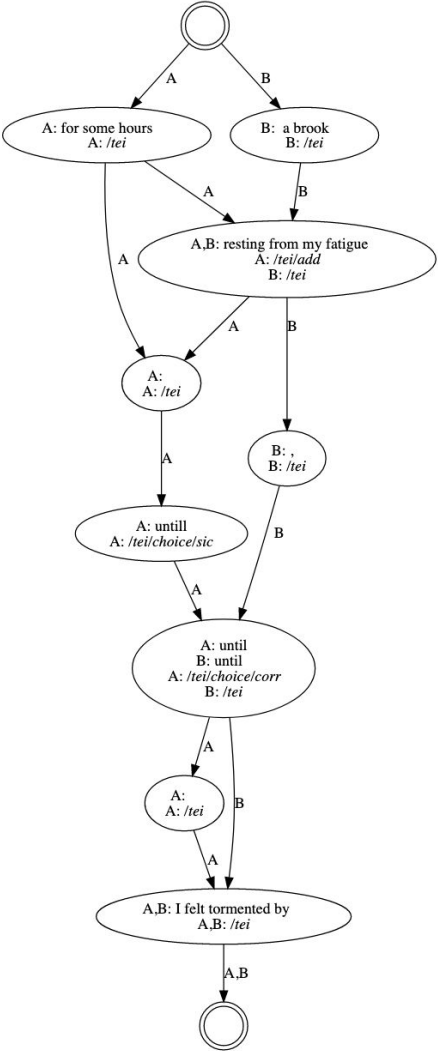 A
B
A: for some hours
A: /tei
B:  a brook
B: /tei
A
B
A
A,B: resting from my fatigue
A: /tei/add
B: /tei
A
B
A:
A: /tei
B: ,
B: /tei
A
A: untill
A: /tei/choice/sic
B
A
A: until
B: until
A: /tei/choice/corr
B: /tei
A
B
A:
A: /tei
A
A,B: I felt tormented by
A,B: /tei
A,B